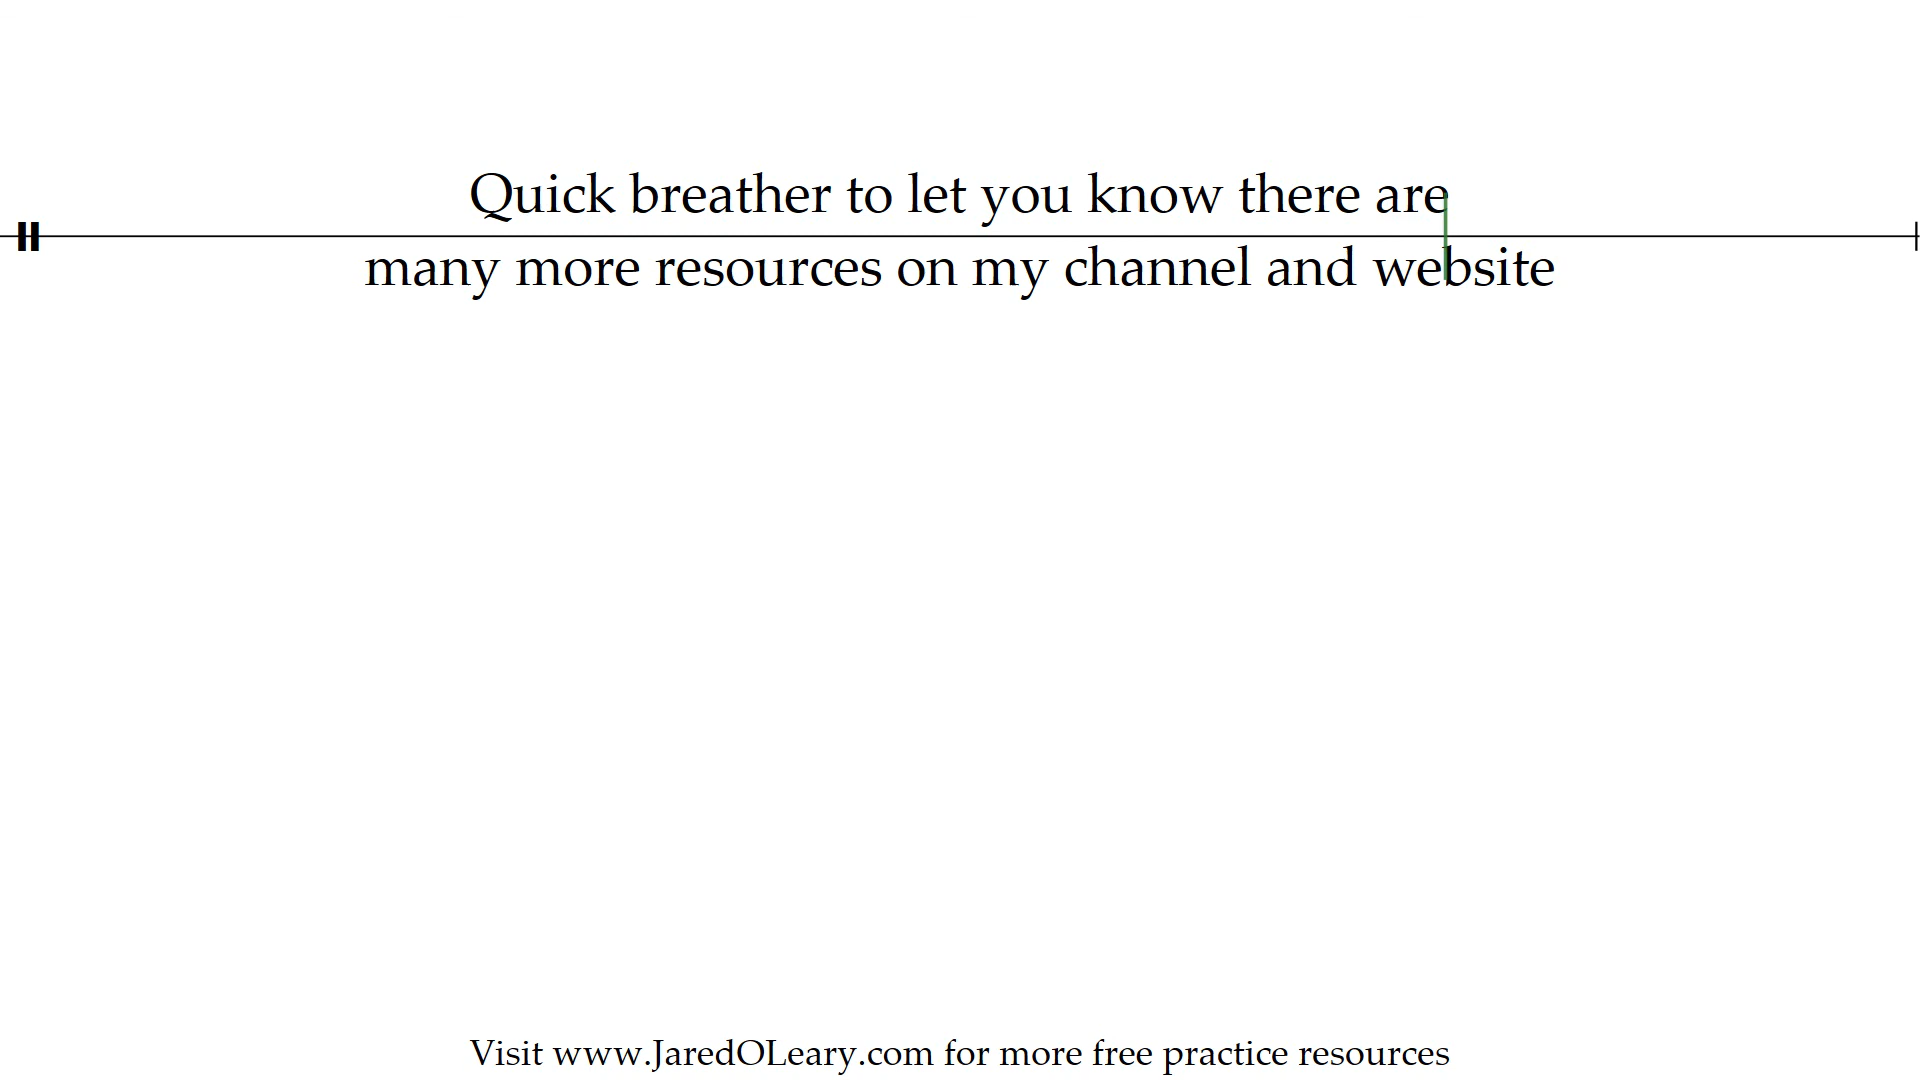 Quick breather to let you know there are
many more resources on my channel and website
Visit www.JaredOLeary.com for more free practice resources